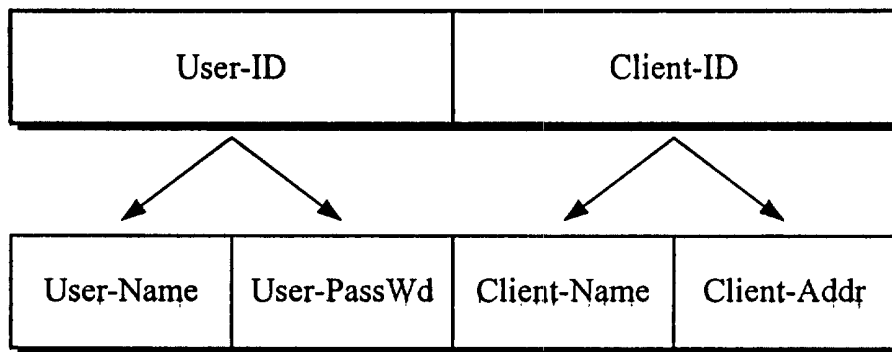 User-ID Client-ID
User-Name User-PassWd Client-Name Client-Addr